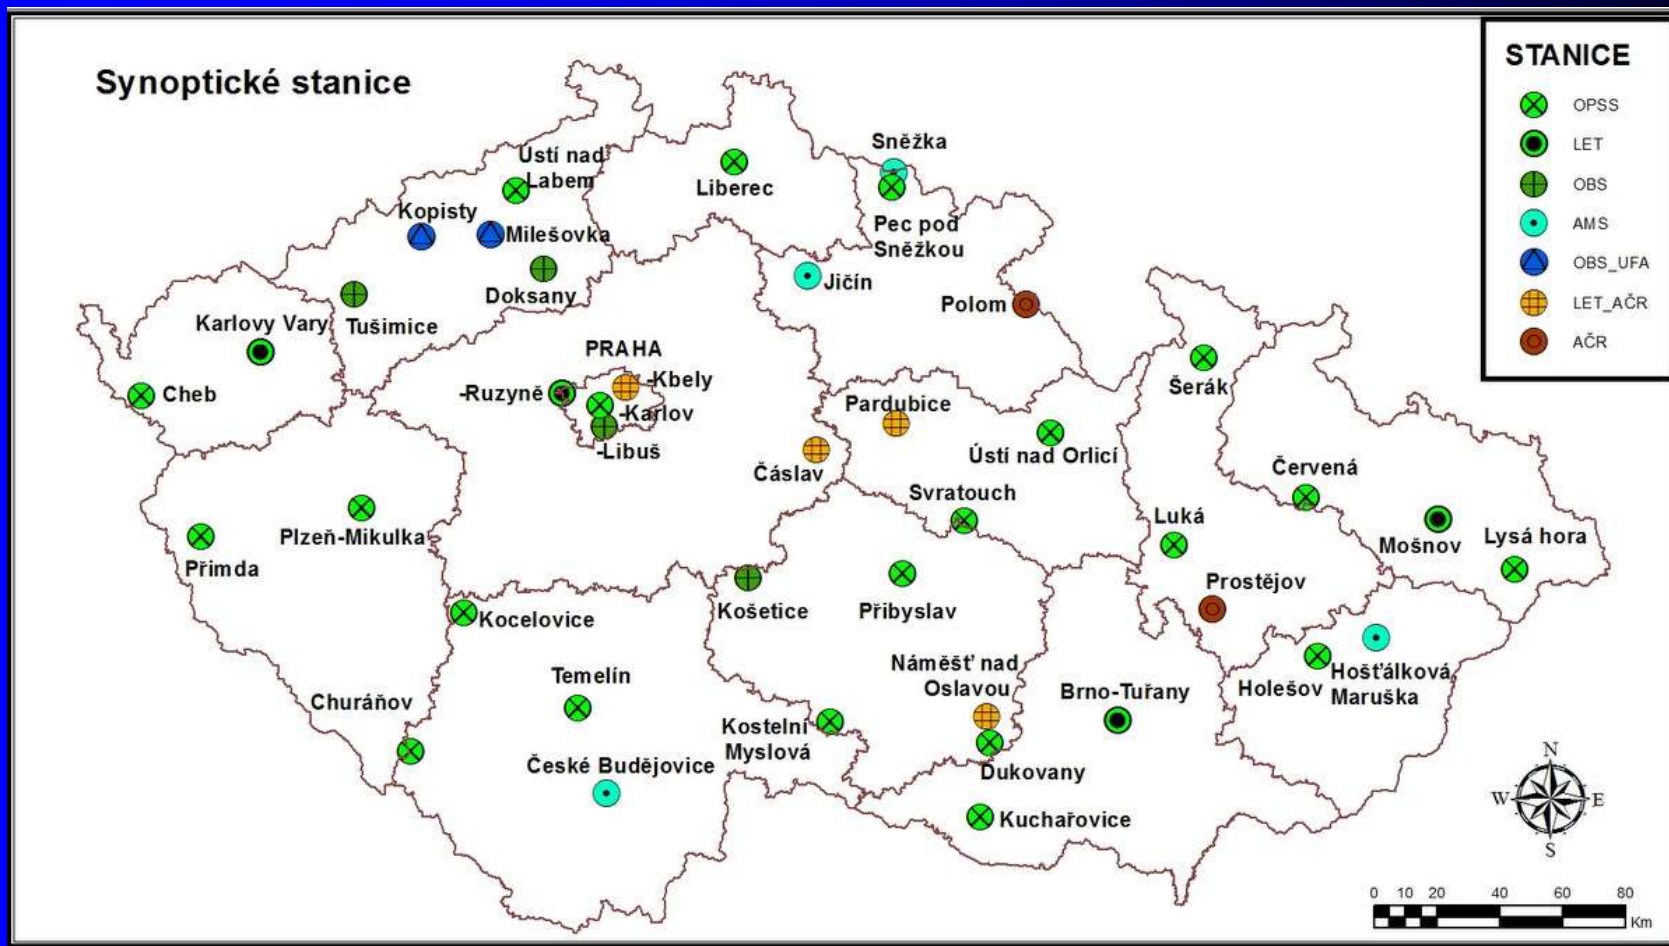 Synoptické stanice
STANICE
OPSS
LET
OBS
AMS
OBS_UFA
LET_AČR
AČR
Sněžka
Ústí nad
Labem
Liberec
Kopisty
Pec pod
Sněžkou
Milešovka
Jičín
Doksany
Polom
Karlovy Vary
Tušimice
PRAHA
-Kbely
Šerák
-Ruzyně
Cheb
Pardubice
-Karlov
-Libuš
Ústí nad Orlicí
Čáslav
Červená
Svratouch
Luká
Plzeň-Mikulka
Mošnov
Lysá hora
Přimda
Prostějov
Košetice
Přibyslav
Kocelovice
Náměšť nad
Oslavou
Temelín
Hošťálková
Maruška
Holešov
Brno-Tuřany
Churáňov
Kostelní
Myslová
České Budějovice
Dukovany
Kuchařovice
N
W E
S
0 10 20 40 60 80
Km